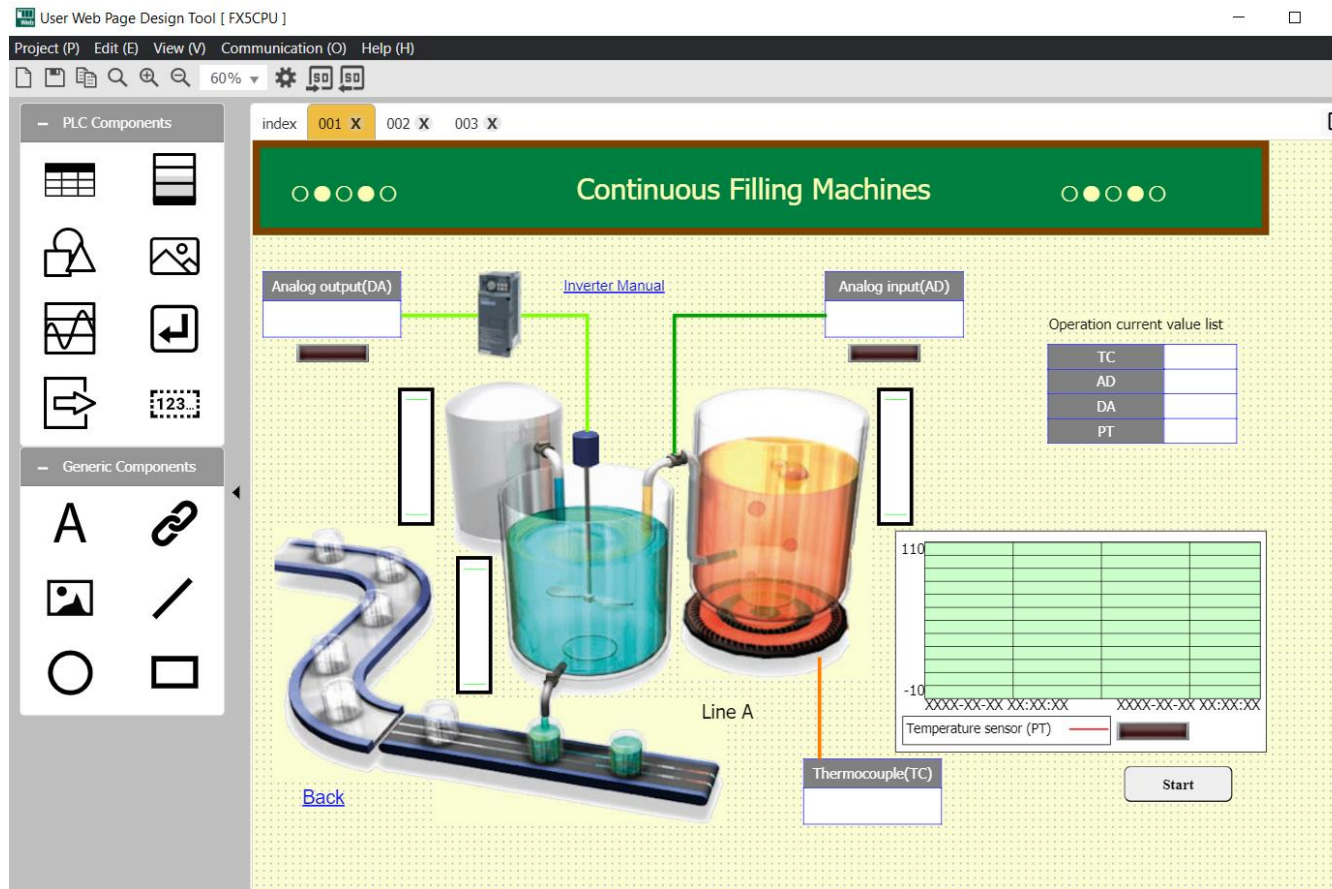 User Web Page Design Tool [ FX5CPU ]
Project (P) Edit (E) View (V) Communication (O) Help (H)
60%
SD SD
PLC Components
index 001 X 002 X 003 X
Continuous Filling Machines
123...
Generic Components
A
Analog output(DA)
Inverter Manual
Analog input(AD)
Operation current value list
TC
AD
DA
PT
110
-10
XXXX-XX-XX XX:XX:XX XXXX-XX-XX XX:XX:XX
Temperature sensor (PT)
Line A
Thermocouple(TC)
Start
Back